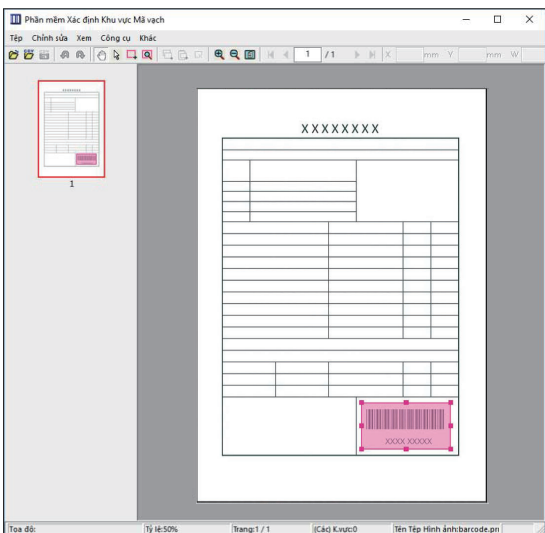 Phần mềm Xác định Khu vực Mã vạch
Tệp Chỉnh sửa Xem Công cụ Khác
1 /1 X mm Y mm W
XXXXXXXX
1
XXXX XXXXX
Tọa độ: Tỷ lệ:50% Trang:1 / 1 (Các) K.vực:0 Tên Tệp Hình ảnh:barcode.pn